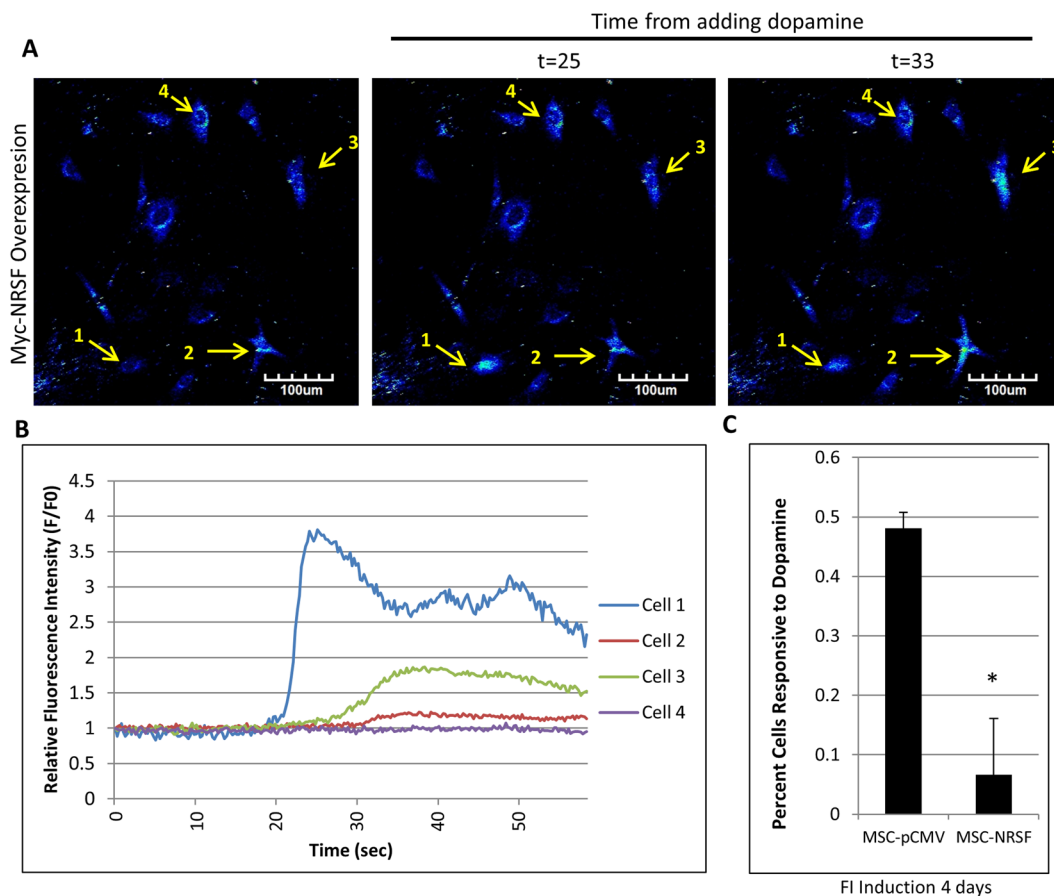 Time from adding dopamine
A
t=25
t=33
Myc-NRSF Overexpresion
4
3
1
2
100um
4
3
1
2
100um
4
3
1
2
100um
B
Relative Fluorescence Intensity (F/F0)
4.5
4
3.5
3
2.5
2
1.5
1
0.5
0
0
10
20
30
40
50
Time (sec)
Cell 1
Cell 2
Cell 3
Cell 4
C
Percent Cells Responsive to Dopamine
0.6
0.5
0.4
0.3
0.2
0.1
0
*
MSC-pCMV
MSC-NRSF
FI Induction 4 days